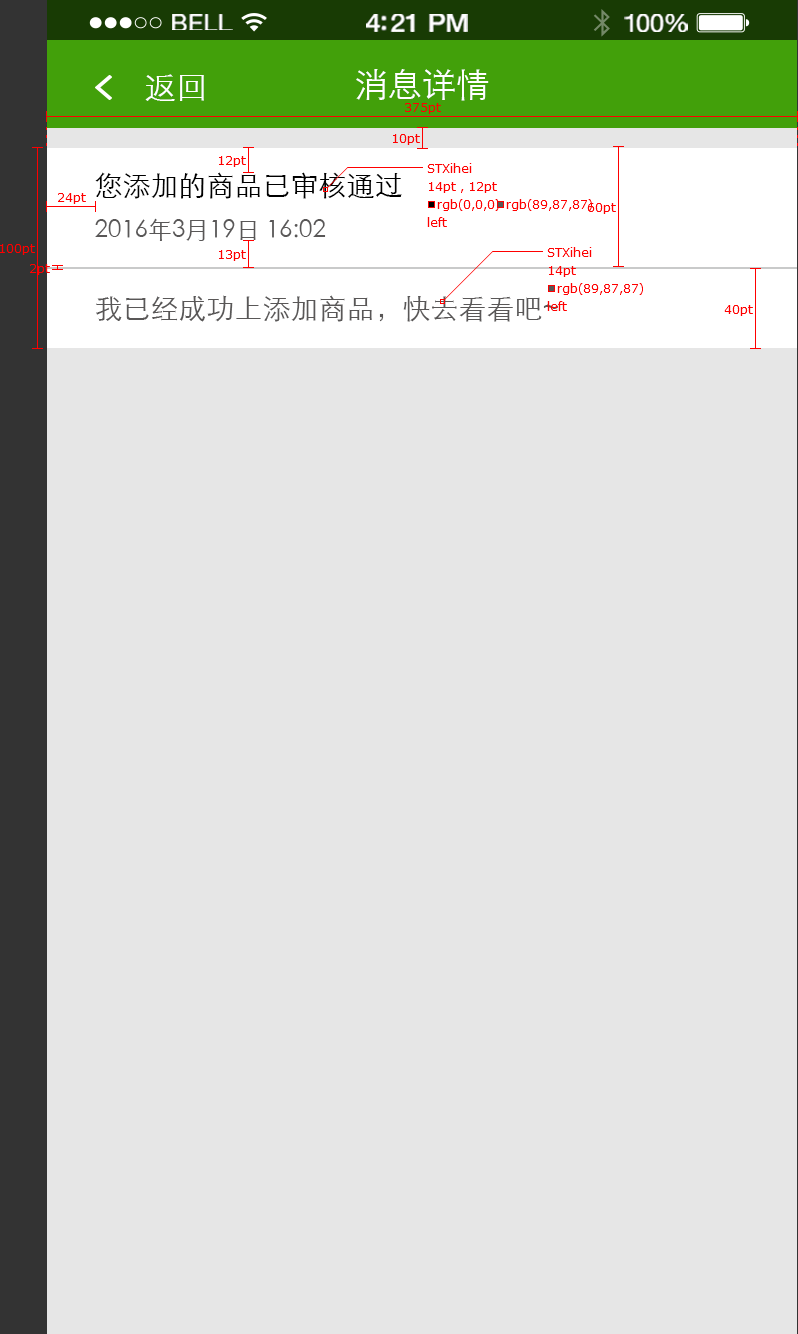 BELL 4:21 PM 100%
返回 消息详情
375pt
10pt
12pt
STXihei
您添加的商品已审核通过
14pt , 12pt
24pt
rgb(0,0,0) rgb(89,87,87)
60pt
left
2016年3月19日 16:02
100pt
13pt
STXihei
2pt
14pt
rgb(89,87,87)
我已经成功上添加商品，快去看看吧~
left
40pt